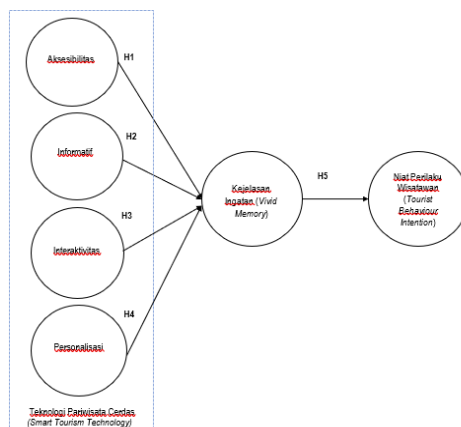 Aksesibilitas
H1
Informatif
H2
Interaktivitas
H3
Personalisasi
H4
Teknologi Pariwisata Cerdas
(Smart Tourism Technology)
Kejelasan
Ingatan (Vivid
Memory)
H5
Niat Perilaku
Wisatawan
(Tourist
Behaviour
Intention)